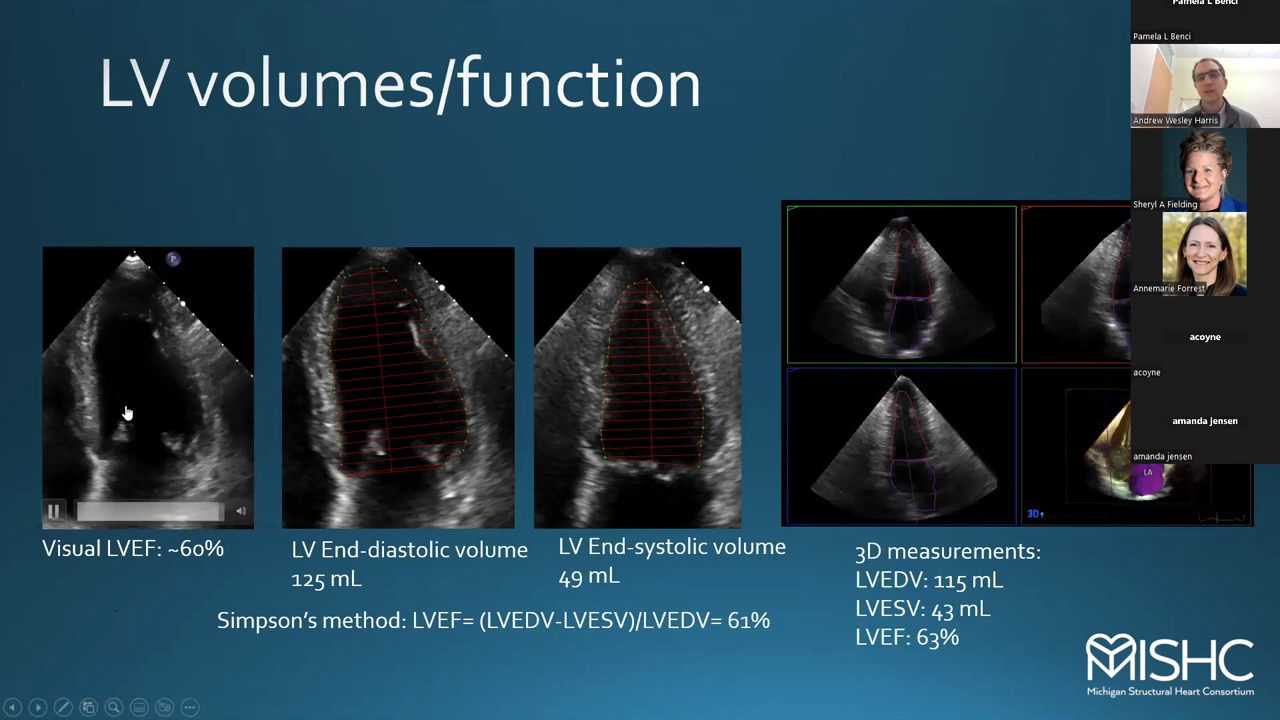 LV volumes/function
Pamela L Benci
Pamela L Benci
Andrew Wesley Harris
Sheryl A Fielding
Annemarie Forrest
acoyne
acoyne
amanda jensen
amanda jensen
P
LA
3D
Visual LVEF: ~60%
LV End-diastolic volume
125 mL
LV End-systolic volume
49 mL
Simpson's method: LVEF= (LVEDV-LVESV)/LVEDV= 61%
3D measurements:
LVEDV: 115 mL
LVESV: 43 mL
LVEF: 63%
MISHC
Michigan Structural Heart Consortium